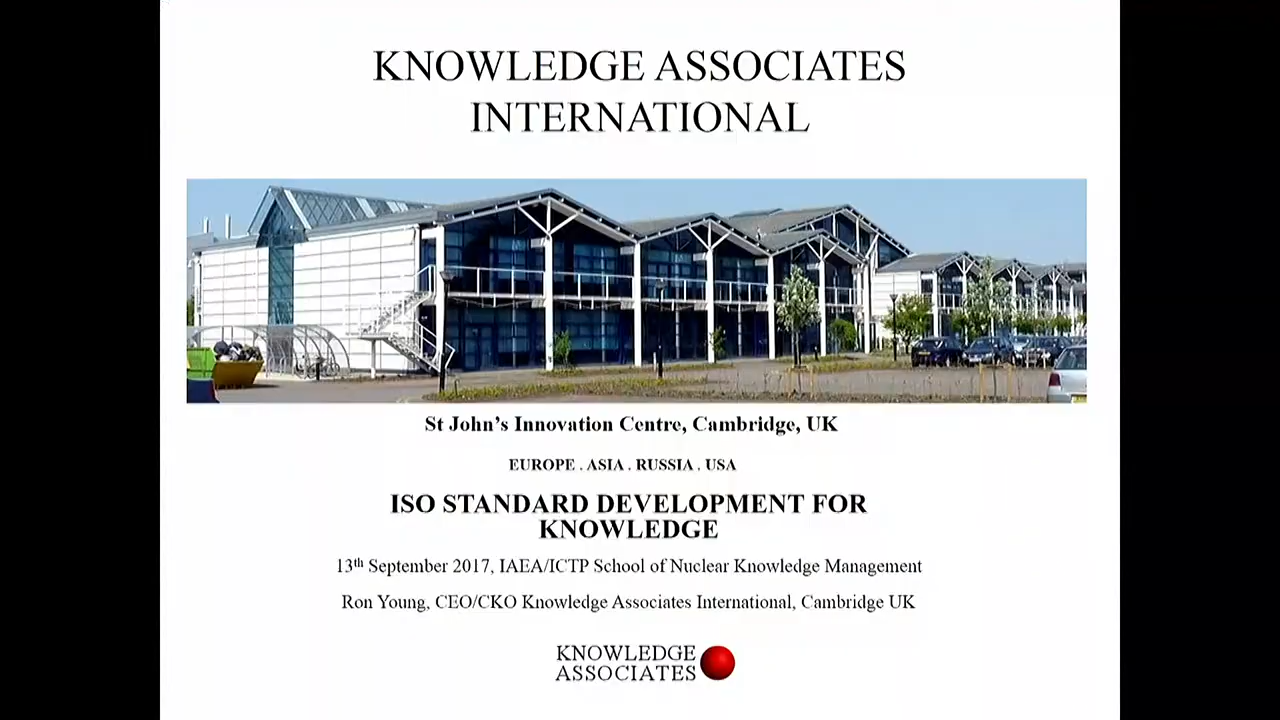 KNOWLEDGE ASSOCIATES
INTERNATIONAL
St John's Innovation Centre, Cambridge, UK
EUROPE . ASIA . RUSSIA . USA
ISO STANDARD DEVELOPMENT FOR
KNOWLEDGE
13th September 2017, IAEA/ICTP School of Nuclear Knowledge Management
Ron Young, CEO/CKO Knowledge Associates International, Cambridge UK
KNOWLEDGE
ASSOCIATES